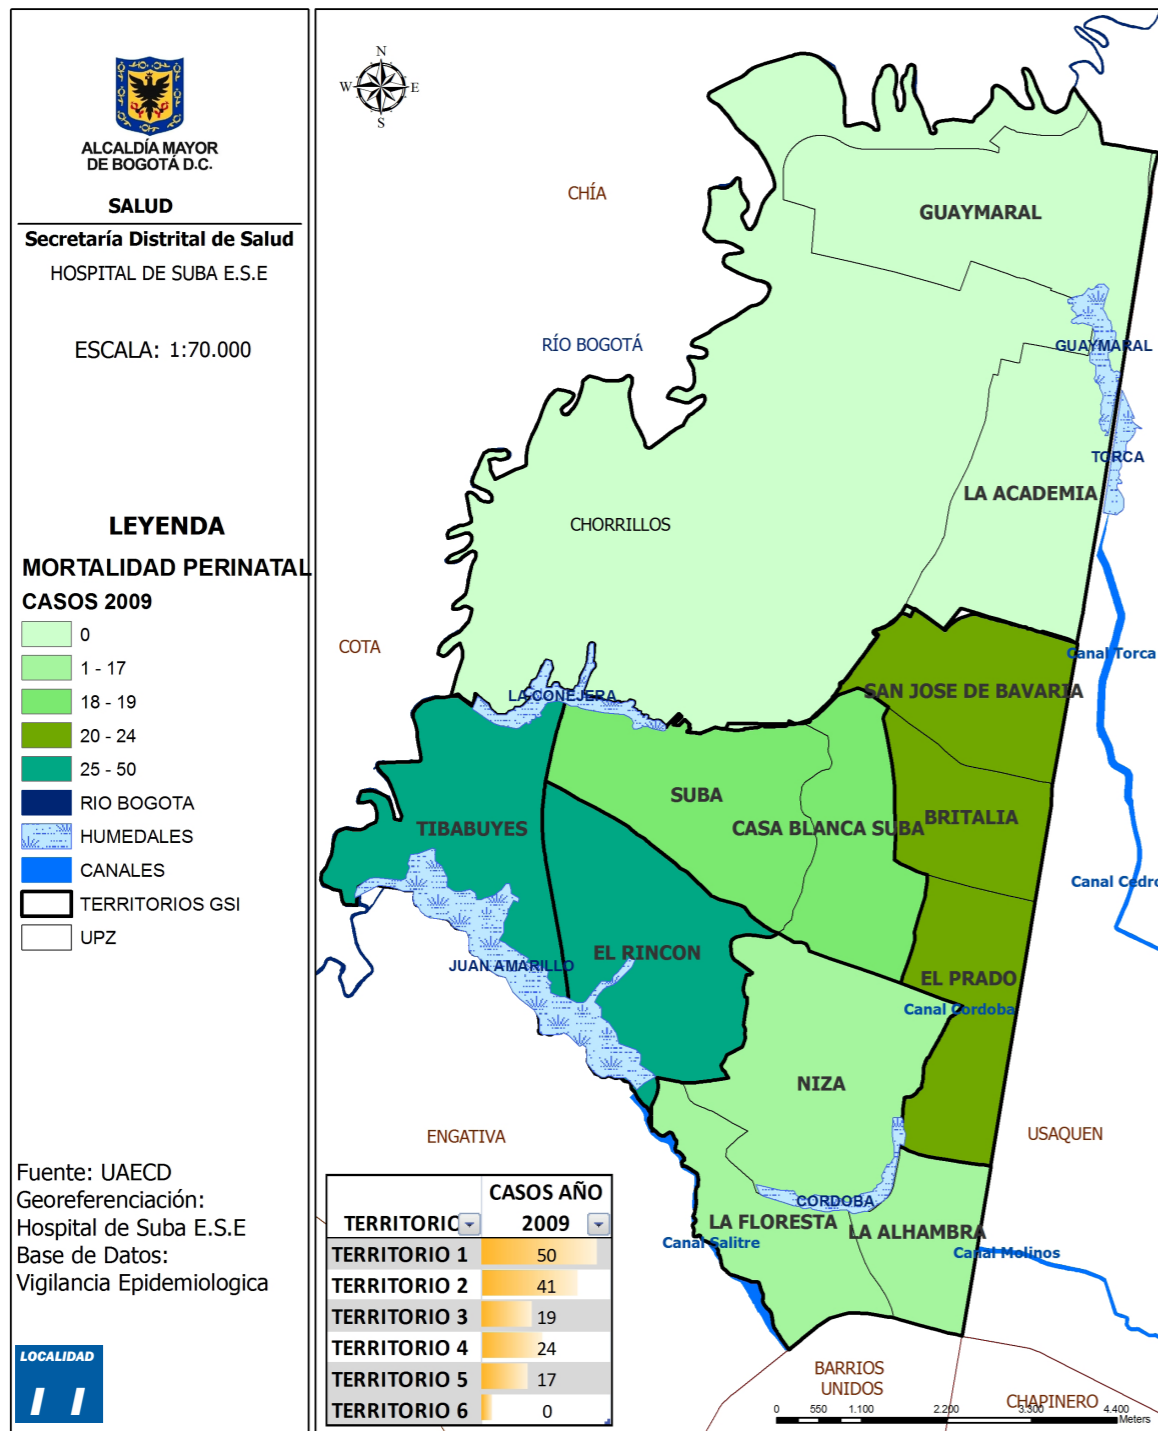 ALCALDÍA MAYOR
DE BOGOTÁ D.C.
SALUD
Secretaría Distrital de Salud
HOSPITAL DE SUBA E.S.E
ESCALA: 1:70.000
LEYENDA
MORTALIDAD PERINATAL
CASOS 2009
0
1 - 17
18 - 19
20 - 24
25 - 50
RIO BOGOTA
HUMEDALES
CANALES
TERRITORIOS GSI
UPZ
Fuente: UAECD
Georeferenciación:
Hospital de Suba E.S.E
Base de Datos:
Vigilancia Epidemiologica
LOCALIDAD
11
N
W E
S
CHÍA
GUAYMARAL
RÍO BOGOTÁ
GUAYMARAL
TORCA
LA ACADEMIA
CHORRILLOS
COTA
Canal Torca
LA CONEJERA
SAN JOSE DE BAVARIA
SUBA
BRITALIA
TIBABUYES
CASA BLANCA SUBA
Canal Cedro
EL RINCON
JUAN AMARILLO
EL PRADO
Canal Cordoba
NIZA
ENGATIVA
USAQUEN
CORDOBA
LA FLORESTA
LA ALHAMBRA
Canal Salitre
Canal Molinos
BARRIOS
UNIDOS
CHAPINERO
0 550 1.100 2.200 3.300 4.400
Meters
CASOS AÑO
TERRITORIO 2009
TERRITORIO 1 50
TERRITORIO 2 41
TERRITORIO 3 19
TERRITORIO 4 24
TERRITORIO 5 17
TERRITORIO 6 0